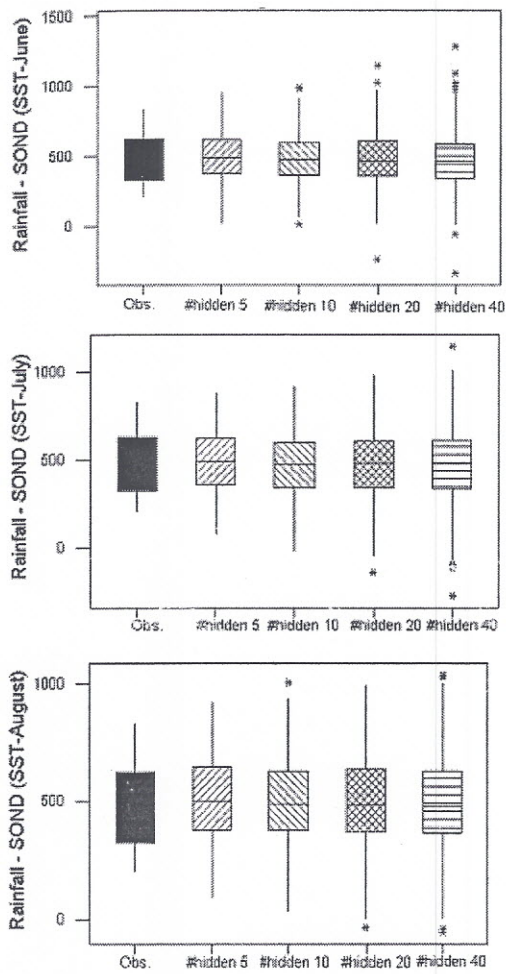 Rainfall - SOND (SST-June)
1500
1000
500
0
Obs. #hidden 5 #hidden 10 #hidden 20 #hidden 40
Rainfall - SOND (SST-July)
1000
500
0
Obs. #hidden 5 #hidden 10 #hidden 20 #hidden 40
Rainfall - SOND (SST-August)
1000
500
0
Obs. #hidden 5 #hidden 10 #hidden 20 #hidden 40